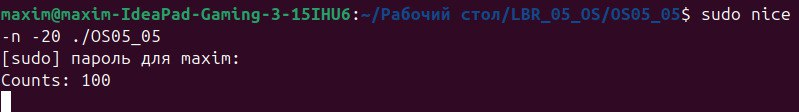 maxim@maxim-IdeaPad-Gaming-3-15IHU6:~/Рабочий стол/LBR_05_OS/OS05_05$ sudo nice
-n -20 ./OS05_05
[sudo] пароль для maxim:
Counts: 100